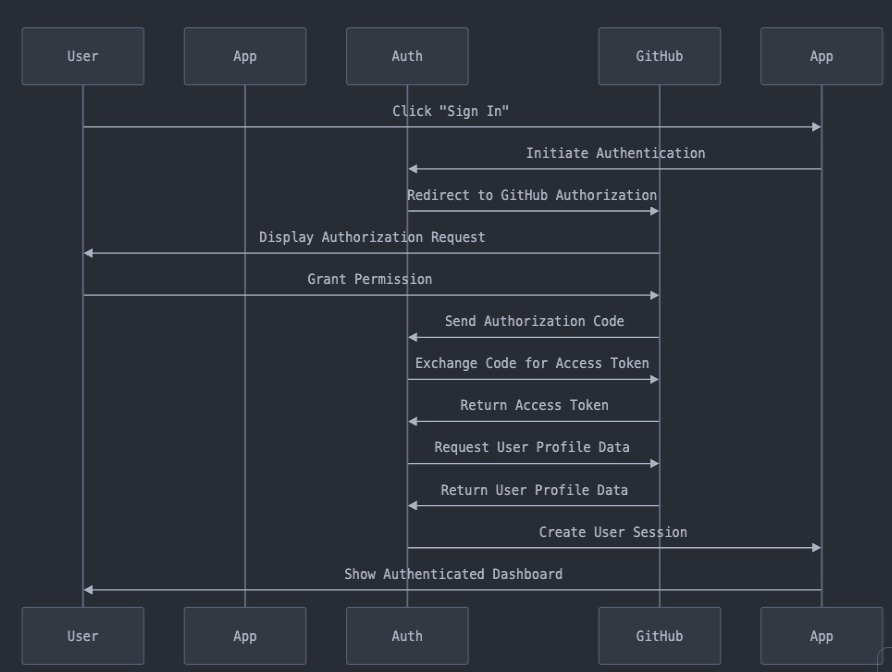 User App Auth GitHub App
Click "Sign In"
Initiate Authentication
Redirect to GitHub Authorization
Display Authorization Request
Grant Permission
Send Authorization Code
Exchange Code for Access Token
Return Access Token
Request User Profile Data
Return User Profile Data
Create User Session
Show Authenticated Dashboard
User App Auth GitHub App